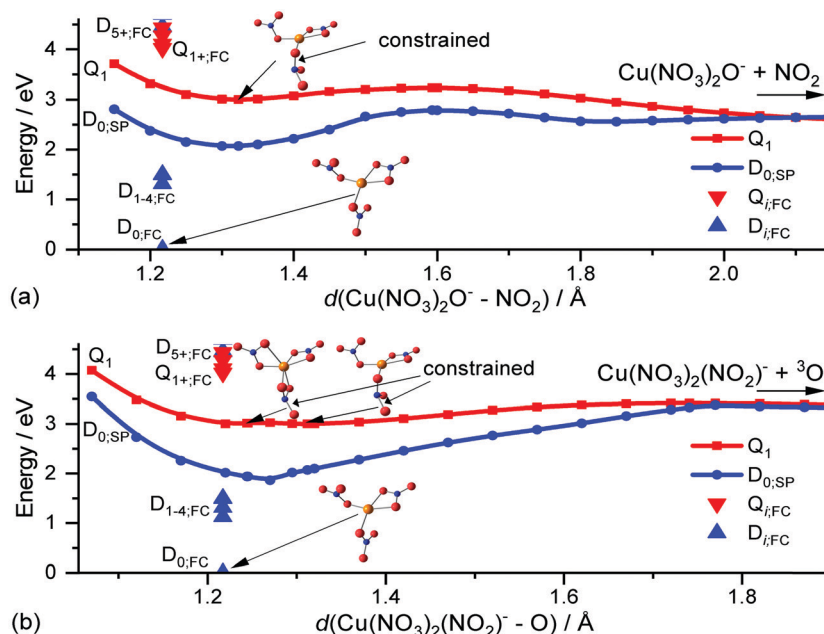 D5+;FC
Q1+;FC
constrained
Cu(NO3)2O- + NO2
Q1
D0;SP
D1-4;FC
D0;FC
Q1
D0;SP
Qi;FC
Di;FC
Energy / eV
4
3
2
1
0
1.2
1.4
1.6
1.8
2.0
(a)
d(Cu(NO3)2O- - NO2) / Å
D5+;FC
Q1+;FC
constrained
Cu(NO3)2(NO2)- + 3O
Q1
D0;SP
D1-4;FC
D0;FC
Q1
D0;SP
Qi;FC
Di;FC
Energy / eV
4
3
2
1
0
1.2
1.4
1.6
1.8
(b)
d(Cu(NO3)2(NO2)- - O) / Å